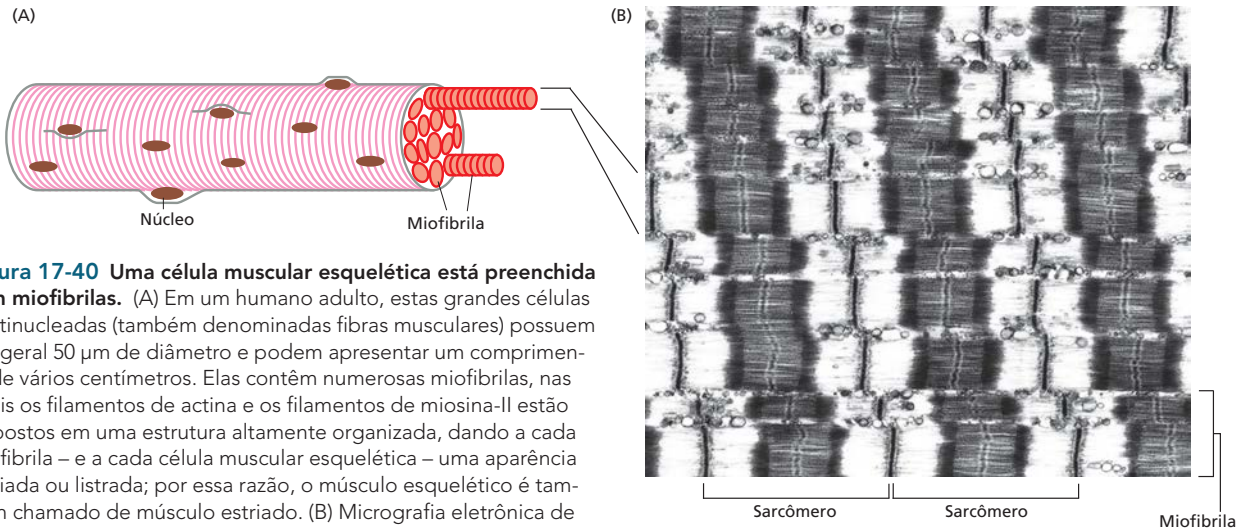 (A)
(B)
Núcleo
Miofibrila
ura 17-40 Uma célula muscular esquelética está preenchida
miofibrilas. (A) Em um humano adulto, estas grandes células
tinucleadas (também denominadas fibras musculares) possuem
geral 50 μm de diâmetro e podem apresentar um comprimen-
de vários centímetros. Elas contêm numerosas miofibrilas, nas
is os filamentos de actina e os filamentos de miosina-II estão
postos em uma estrutura altamente organizada, dando a cada
fibrila – e a cada célula muscular esquelética – uma aparência
iada ou listrada; por essa razão, o músculo esquelético é tam-
chamado de músculo estriado. (B) Micrografia eletrônica de
Sarcômero
Sarcômero
Miofibrila